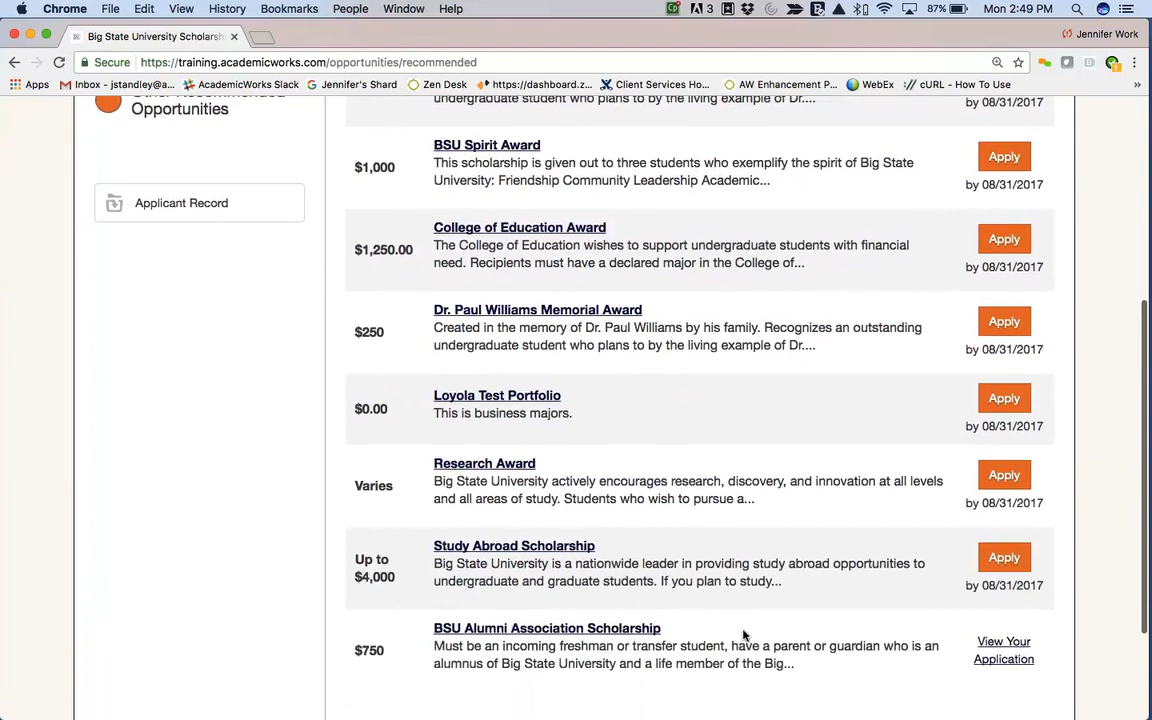 Chrome File Edit View History Bookmarks People Window Help 3 87% Mon 2:49 PM
Big State University Scholarsh
Jennifer Work
Secure https://training.academicworks.com/opportunities/recommended
Apps Inbox - jstandley@a... AcademicWorks Slack Jennifer's Shard Zen Desk https://dashboard.z... Client Services Ho... AW Enhancement P... WebEx cURL - How To Use »
Other Recommended
Opportunities
Applicant Record
undergraduate student who plans to by the living example of Dr....
by 08/31/2017
$1,000
BSU Spirit Award
This scholarship is given out to three students who exemplify the spirit of Big State
University: Friendship Community Leadership Academic...
Apply
by 08/31/2017
$1,250.00
College of Education Award
The College of Education wishes to support undergraduate students with financial
need. Recipients must have a declared major in the College of...
Apply
by 08/31/2017
$250
Dr. Paul Williams Memorial Award
Created in the memory of Dr. Paul Williams by his family. Recognizes an outstanding
undergraduate student who plans to by the living example of Dr....
Apply
by 08/31/2017
$0.00
Loyola Test Portfolio
This is business majors.
Apply
by 08/31/2017
Varies
Research Award
Big State University actively encourages research, discovery, and innovation at all levels
and all areas of study. Students who wish to pursue a...
Apply
by 08/31/2017
Up to
$4,000
Study Abroad Scholarship
Big State University is a nationwide leader in providing study abroad opportunities to
undergraduate and graduate students. If you plan to study...
Apply
by 08/31/2017
$750
BSU Alumni Association Scholarship
Must be an incoming freshman or transfer student, have a parent or guardian who is an
alumnus of Big State University and a life member of the Big...
View Your
Application